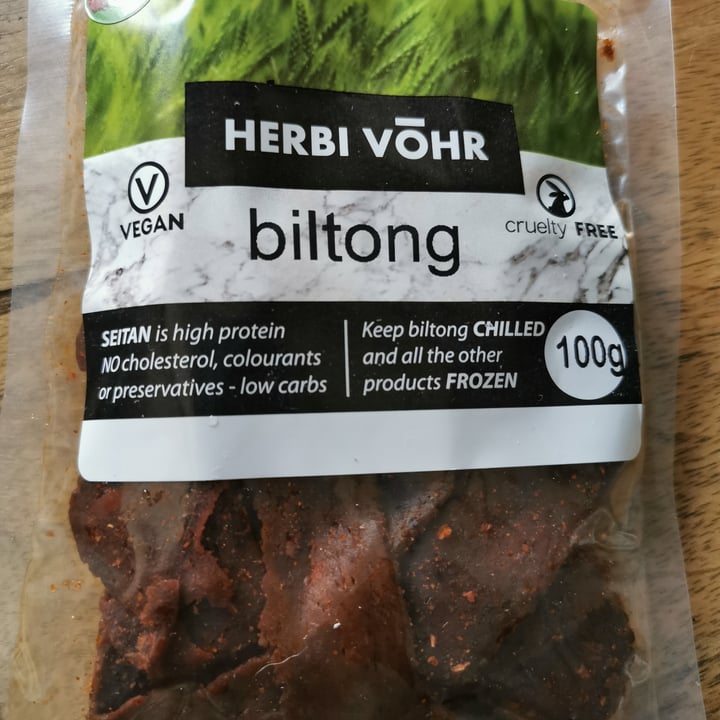 HERBI VŌHR
V
VEGAN
biltong
cruelty FREE
SEITAN is high protein
NO cholesterol, colourants
or preservatives - low carbs
Keep biltong CHILLED
and all the other
products FROZEN
100g